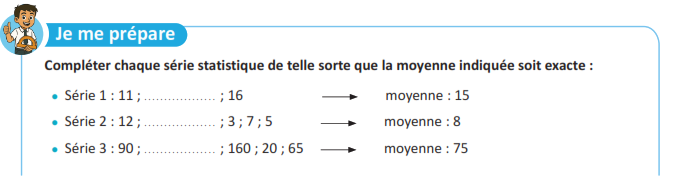 Je me prépare
Compléter chaque série statistique de telle sorte que la moyenne indiquée soit exacte :
• Série 1 : 11 ; .................. ; 16 ⟶ moyenne : 15
• Série 2 : 12 ; .................. ; 3 ; 7 ; 5 ⟶ moyenne : 8
• Série 3 : 90 ; .................. ; 160 ; 20 ; 65 ⟶ moyenne : 75